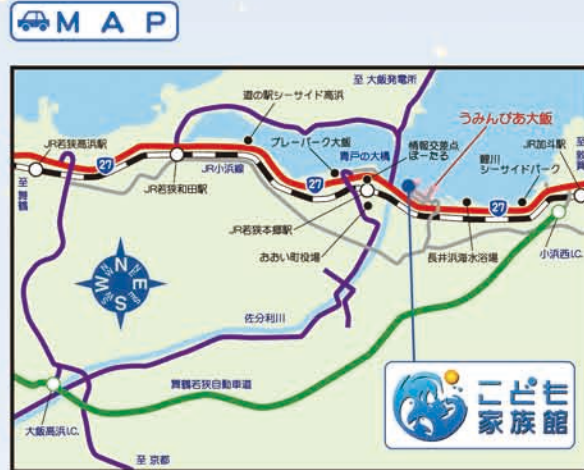 MAP
至 大飯発電所
道の駅シーサイド高浜
うみんぴあ大飯
JR若狭高浜駅
プレーパーク大飯
青戸の大橋
情報交差点
ぽーたる
鯉川
シーサイドパーク
JR加斗駅
27
JR若狭和田駅
JR小浜線
27
27
至 舞鶴
JR若狭本郷駅
おおい町役場
長井浜海水浴場
小浜西I.C.
N
E
S
W
佐分利川
舞鶴若狭自動車道
大飯高浜I.C.
至 京都
こども
家族館